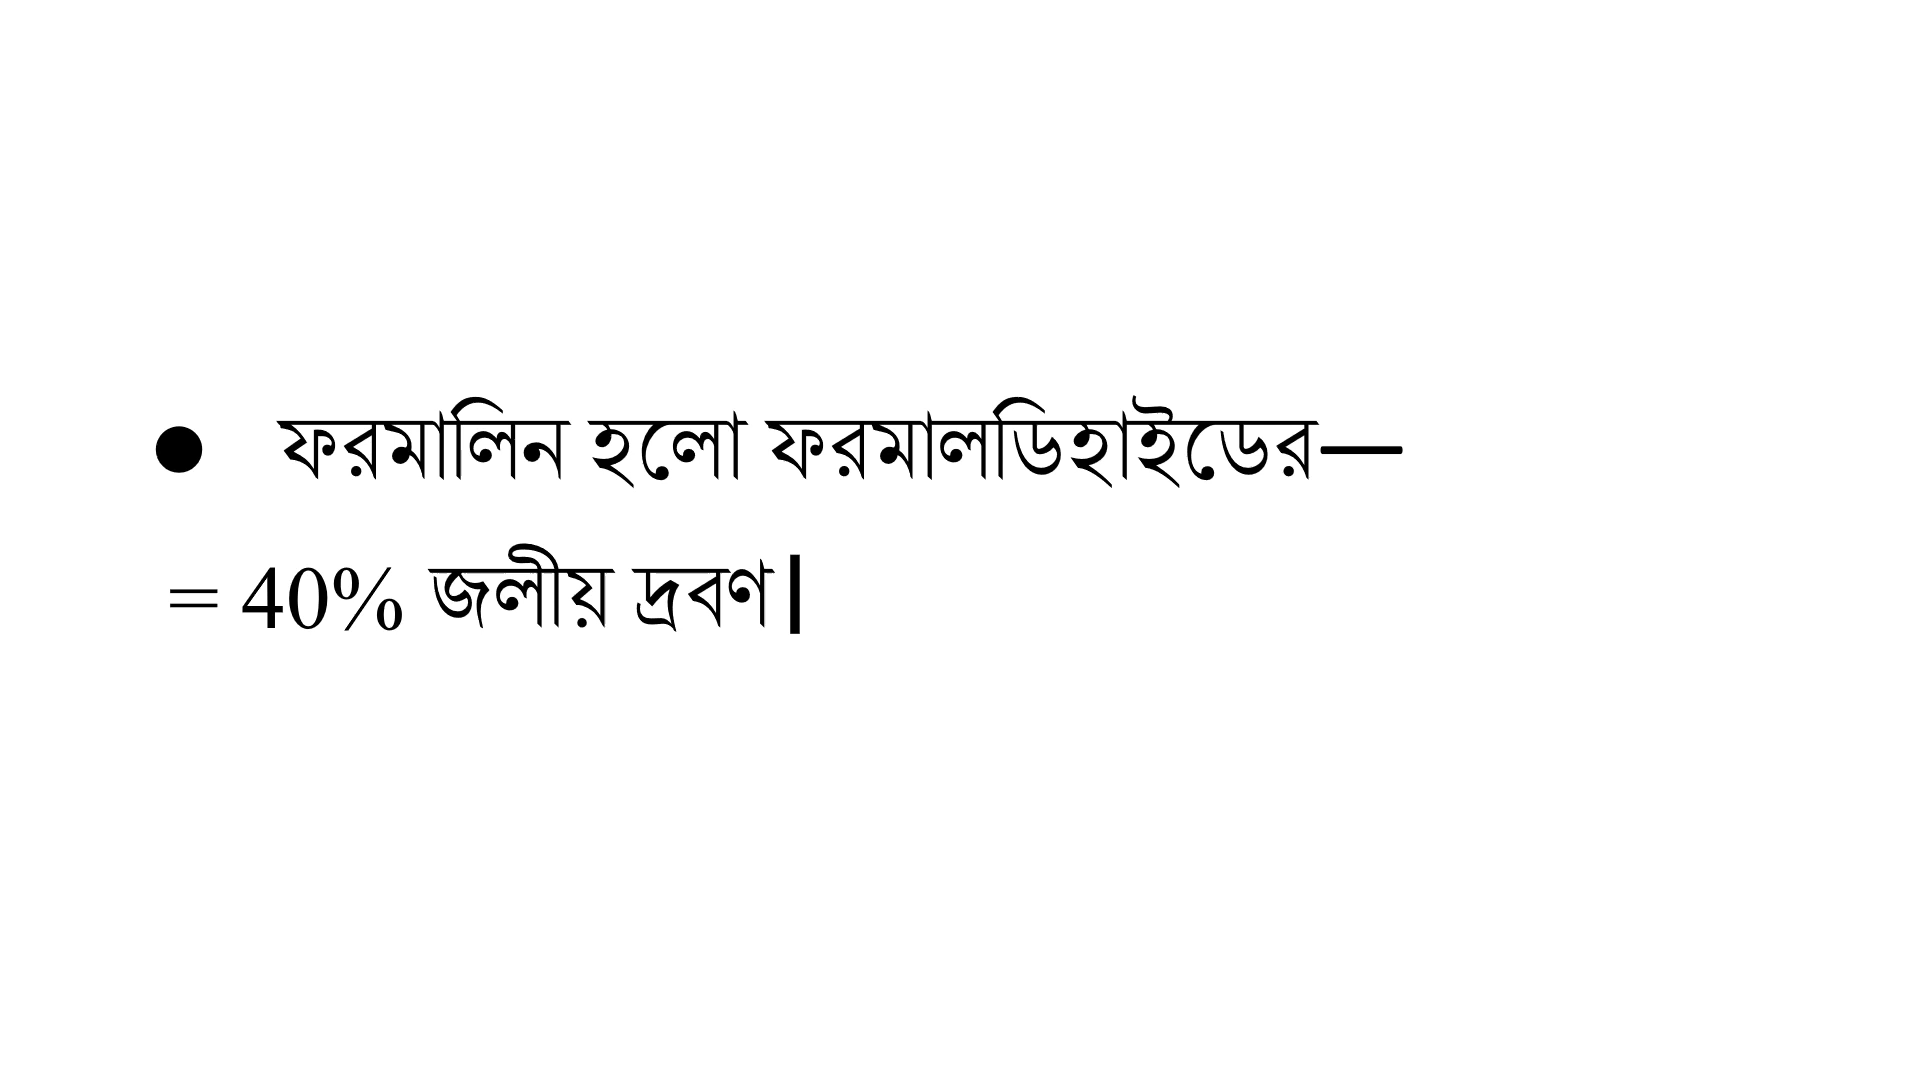 ● ফরমালিন হলো ফরমালডিহাইডের—
= 40% জলীয় দ্রবণ।